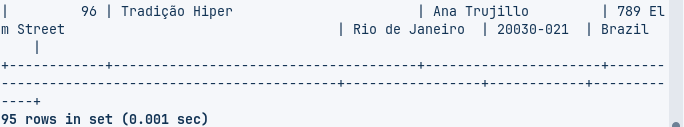 |         96 | Tradição Hiper                        | Ana Trujillo         | 789 El
m Street                                  | Rio de Janeiro  | 20030-021  | Brazil
    |
+------------+---------------------------------------+----------------------+-------
------------------------------------------+-----------------+------------+---------
----+
95 rows in set (0.001 sec)